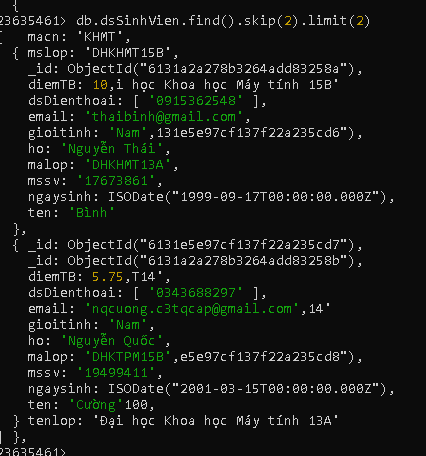 {
23635461> db.dsSinhVien.find().skip(2).limit(2)
[   macn: 'KHMT',
{ mslop: 'DHKHMT15B',
_id: ObjectId("6131a2a278b3264add83258a"),
diemTB: 10,i học Khoa học Máy tính 15B'
dsDienthoai: [ '0915362548' ],
email: 'thaibinh@gmail.com',
gioitinh: 'Nam',131e5e97cf137f22a235cd6"),
ho: 'Nguyễn Thái',
malop: 'DHKHMT13A',
mssv: '17673861',
ngaysinh: ISODate("1999-09-17T00:00:00.000Z"),
ten: 'Bình'
},
{ _id: ObjectId("6131e5e97cf137f22a235cd7"),
_id: ObjectId("6131a2a278b3264add83258b"),
diemTB: 5.75,T14',
dsDienthoai: [ '0343688297' ],
email: 'nqcuong.c3tqcap@gmail.com',14'
gioitinh: 'Nam',
ho: 'Nguyễn Quốc',
malop: 'DHKTPM15B',e5e97cf137f22a235cd8"),
mssv: '19499411',
ngaysinh: ISODate("2001-03-15T00:00:00.000Z"),
ten: 'Cường'100,
} tenlop: 'Đại học Khoa học Máy tính 13A'
] },
23635461>